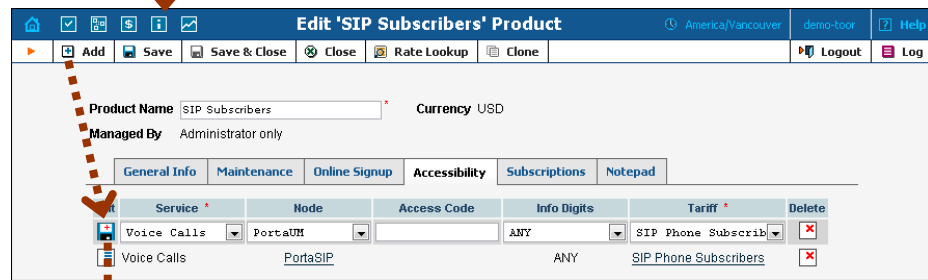 Edit 'SIP Subscribers' Product America/Vancouver demo-toor ? Help
Add Save Save & Close Close Rate Lookup Clone Logout Log
Product Name SIP Subscribers * Currency USD
Managed By Administrator only
General Info Maintenance Online Signup Accessibility Subscriptions Notepad
Service * Node Access Code Info Digits Tariff * Delete
Voice Calls PortaUM ANY SIP Phone Subscrib
Voice Calls PortaSIP ANY SIP Phone Subscribers